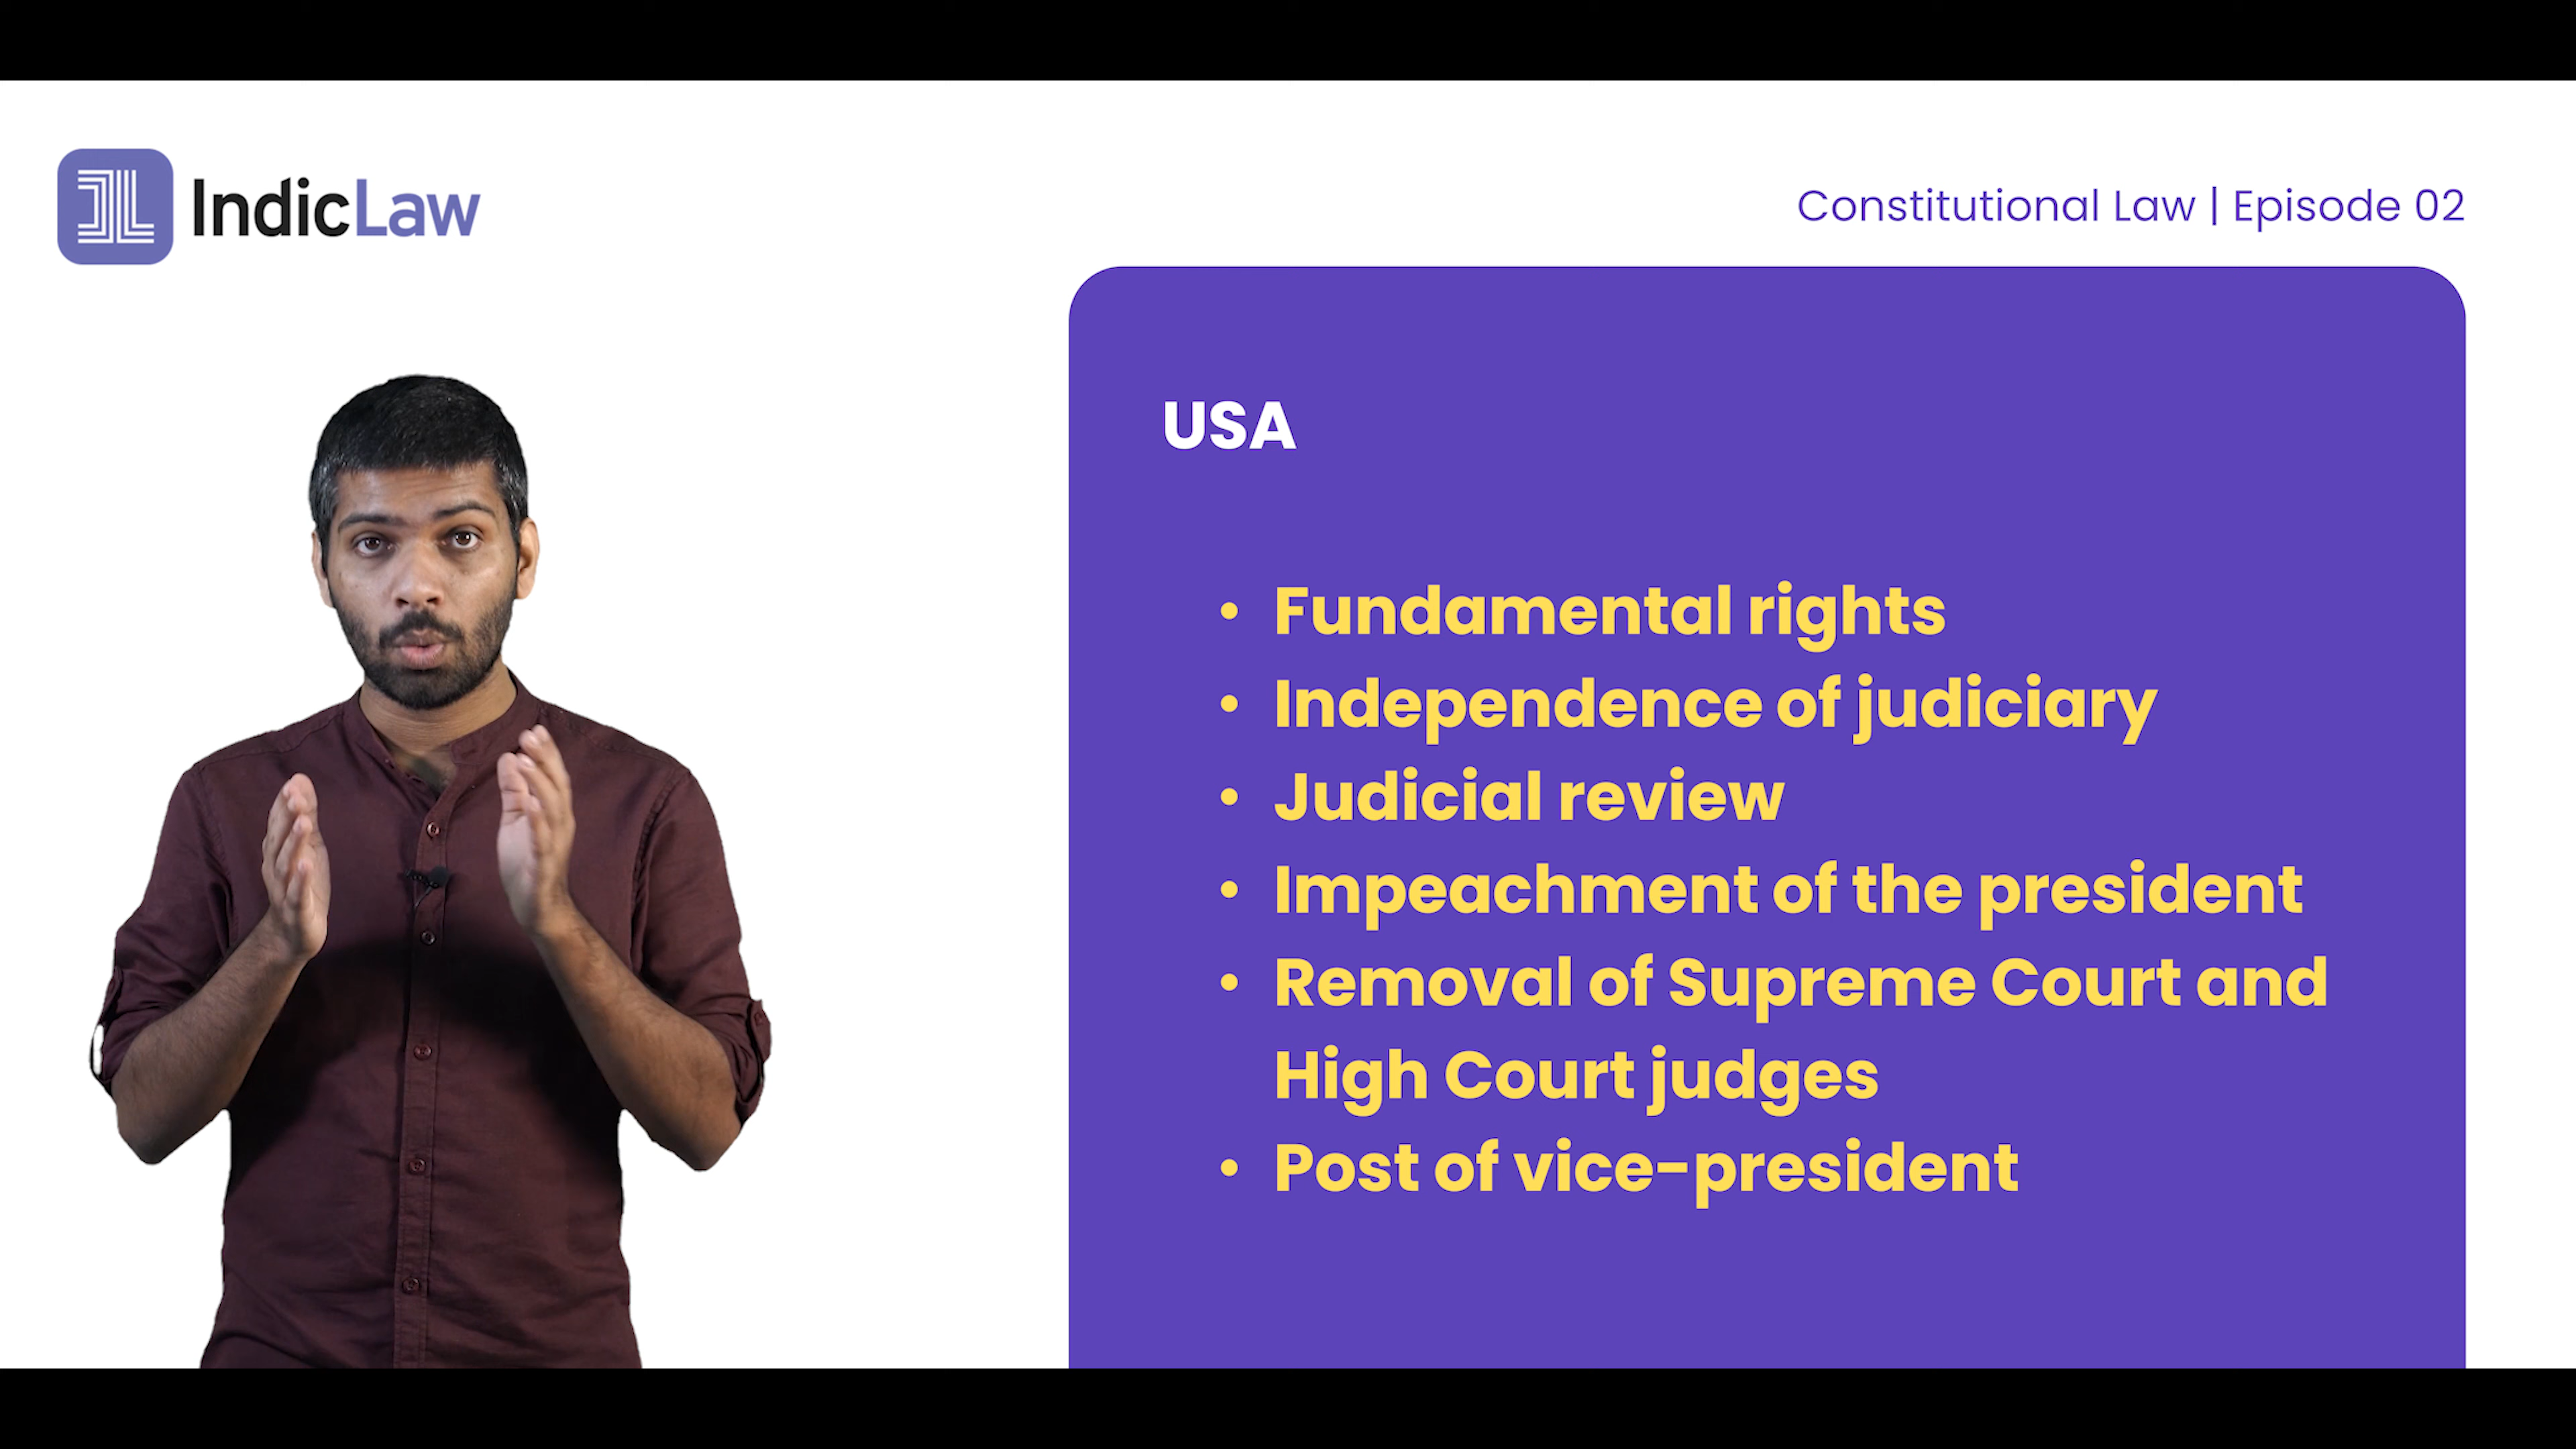 IndicLaw
Constitutional Law | Episode 02
USA
• Fundamental rights
• Independence of judiciary
• Judicial review
• Impeachment of the president
• Removal of Supreme Court and
High Court judges
• Post of vice-president